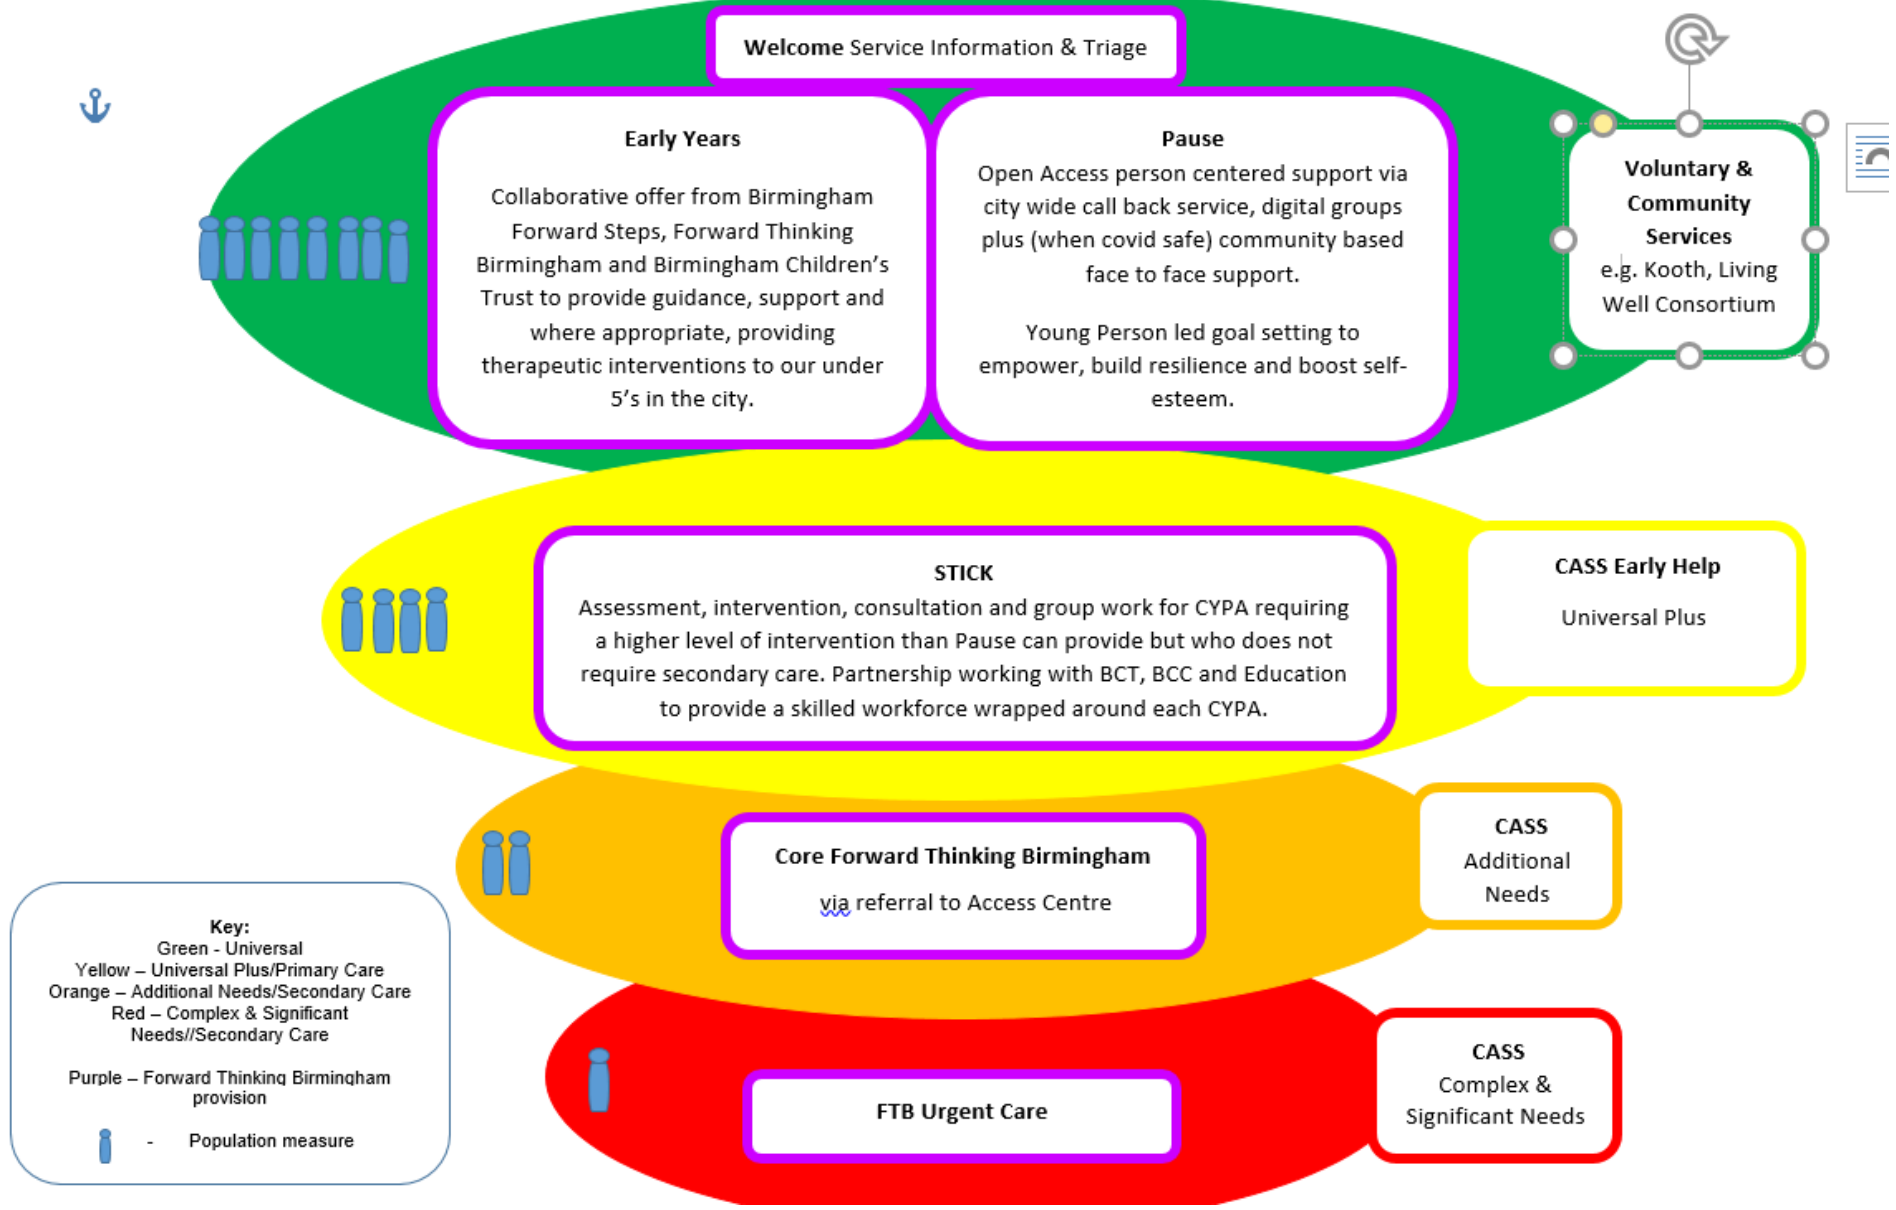 Welcome Service Information & Triage
Early Years
Collaborative offer from Birmingham
Forward Steps, Forward Thinking
Birmingham and Birmingham Children's
Trust to provide guidance, support and
where appropriate, providing
therapeutic interventions to our under
5's in the city.
Pause
Open Access person centered support via
city wide call back service, digital groups
plus (when covid safe) community based
face to face support.
Young Person led goal setting to
empower, build resilience and boost self-
esteem.
Voluntary &
Community
Services
e.g. Kooth, Living
Well Consortium
STICK
Assessment, intervention, consultation and group work for CYPA requiring
a higher level of intervention than Pause can provide but who does not
require secondary care. Partnership working with BCT, BCC and Education
to provide a skilled workforce wrapped around each CYPA.
CASS Early Help
Universal Plus
Core Forward Thinking Birmingham
via referral to Access Centre
CASS
Additional
Needs
Key:
Green - Universal
Yellow – Universal Plus/Primary Care
Orange – Additional Needs/Secondary Care
Red – Complex & Significant
Needs//Secondary Care
Purple – Forward Thinking Birmingham
provision
- Population measure
FTB Urgent Care
CASS
Complex &
Significant Needs